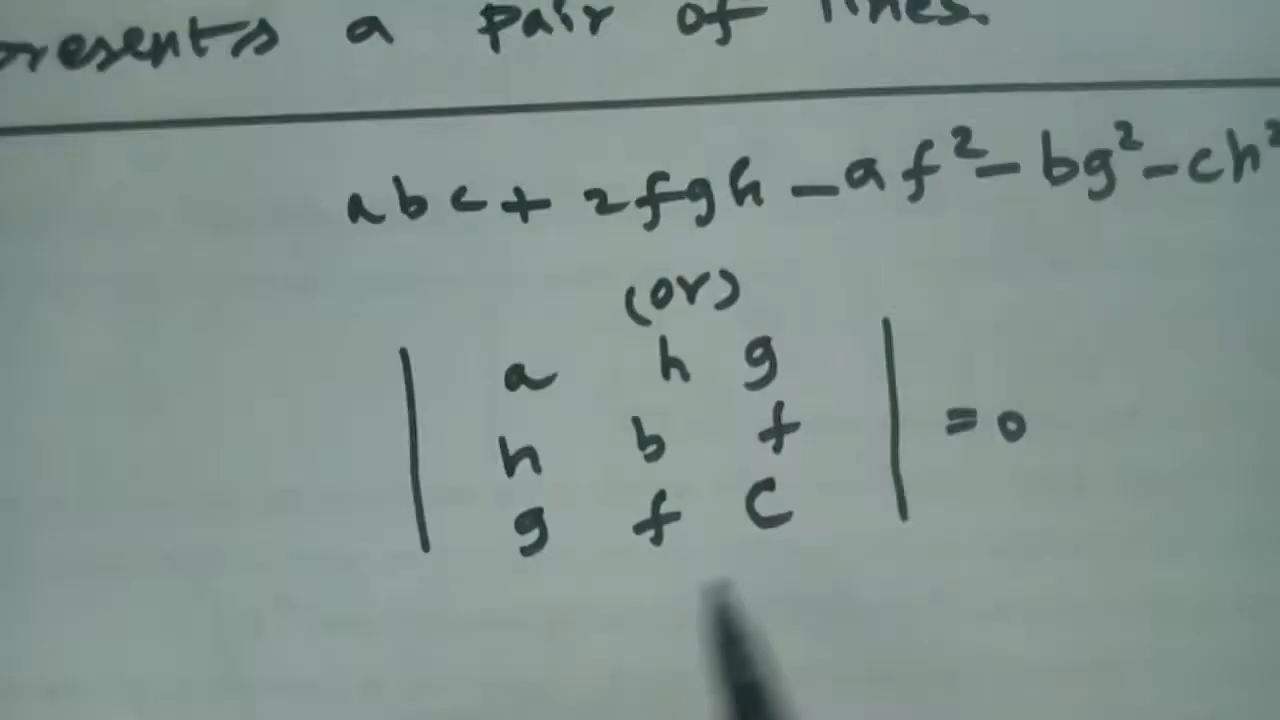 presents a pair of lines.
abc + 2fgh - af² - bg² - ch²
(or)
| a h g |
| h b f | = 0
| g f c |